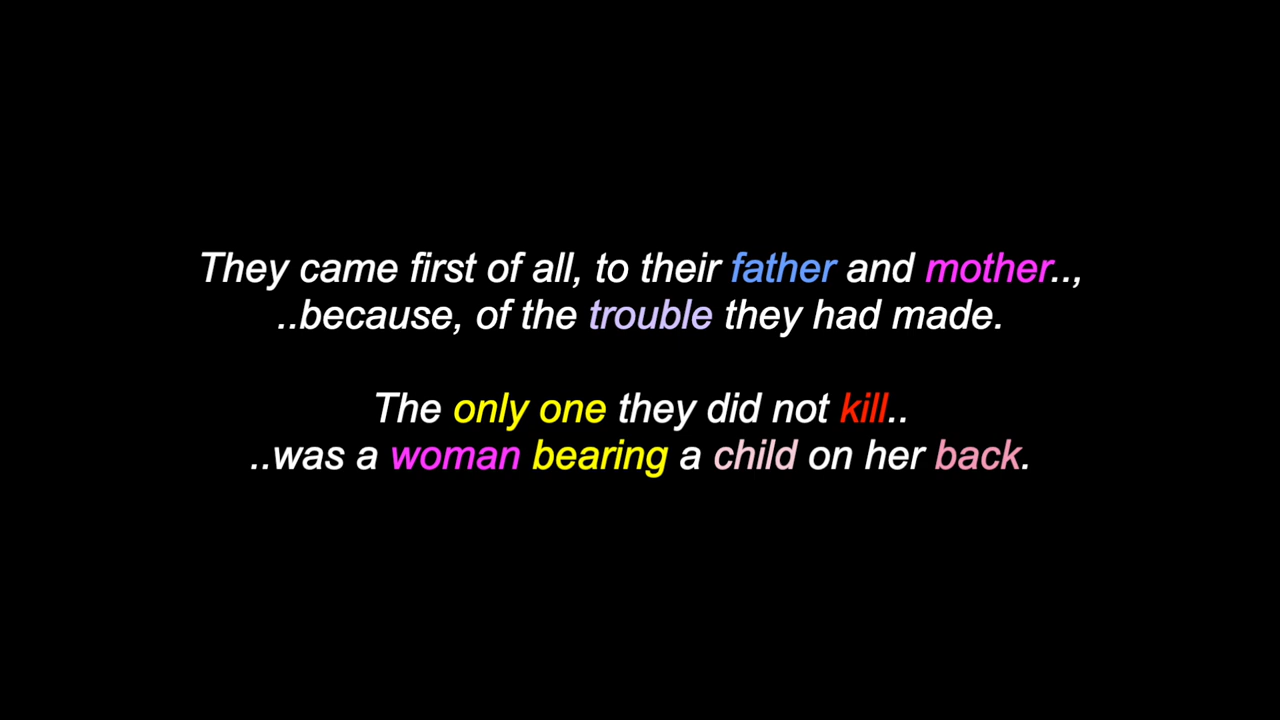 They came first of all, to their father and mother..,
..because, of the trouble they had made.
The only one they did not kill..
..was a woman bearing a child on her back.